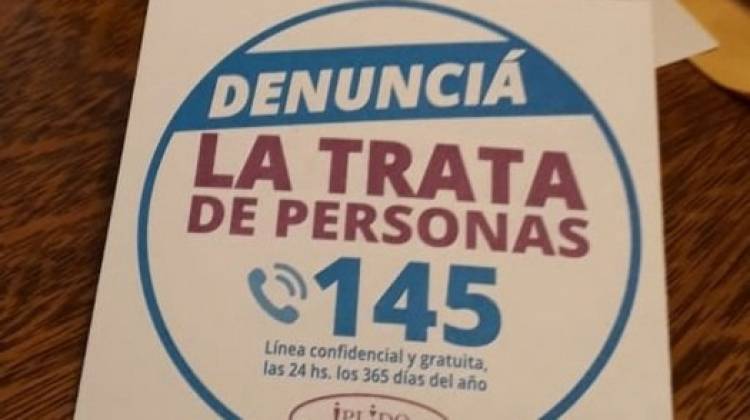 DENUNCIÁ
LA TRATA
DE PERSONAS
145
Línea confidencial y gratuita,
las 24 hs. los 365 días del año